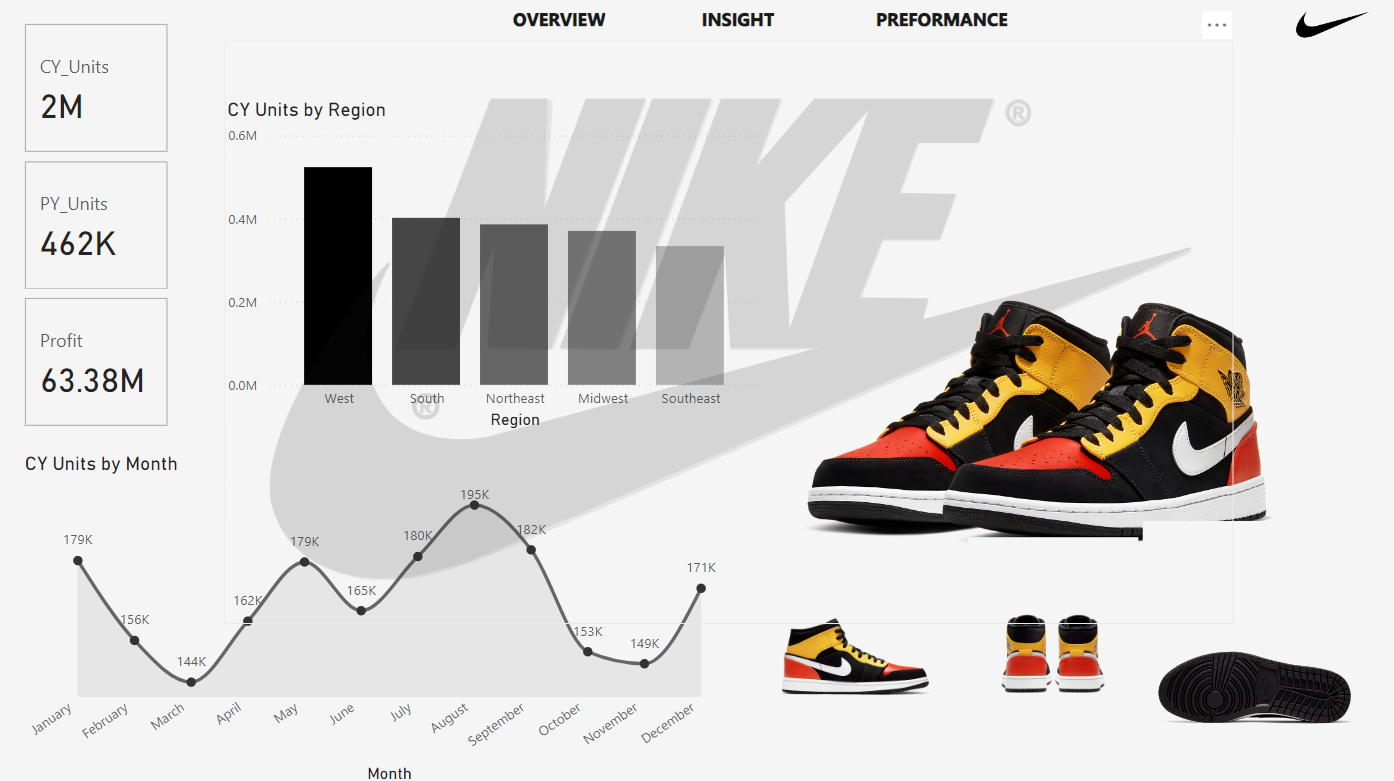 OVERVIEW INSIGHT PREFORMANCE
...
CY_Units
2M
PY_Units
462K
Profit
63.38M
NIKE ®
®
CY Units by Region
0.6M
0.4M
0.2M
0.0M
West South Northeast Midwest Southeast
Region
CY Units by Month
179K 156K 144K 162K 179K 165K 180K 195K 182K 153K 149K 171K
January February March April May June July August September October November December
Month